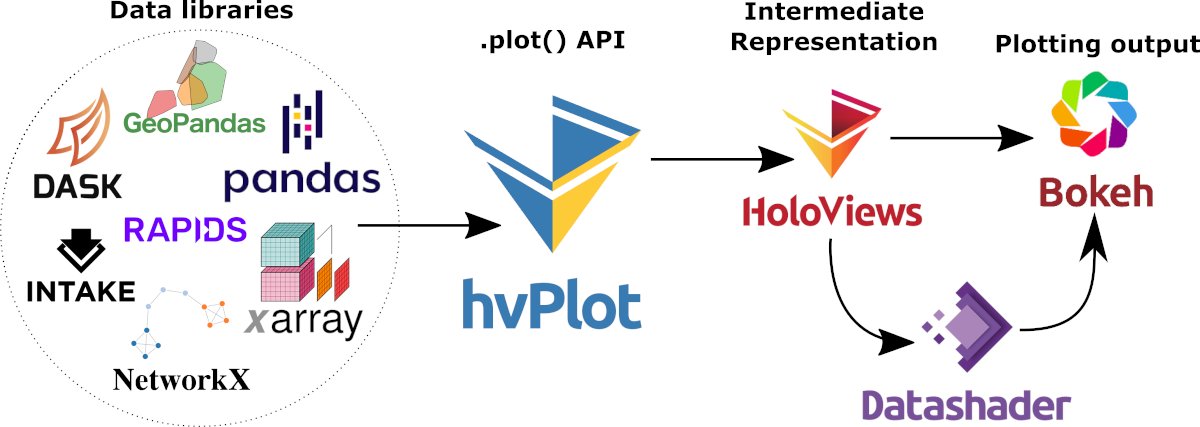 Data libraries
GeoPandas
DASK
pandas
RAPIDS
INTAKE
xarray
NetworkX
.plot() API
hvPlot
Intermediate
Representation
HoloViews
Datashader
Plotting output
Bokeh